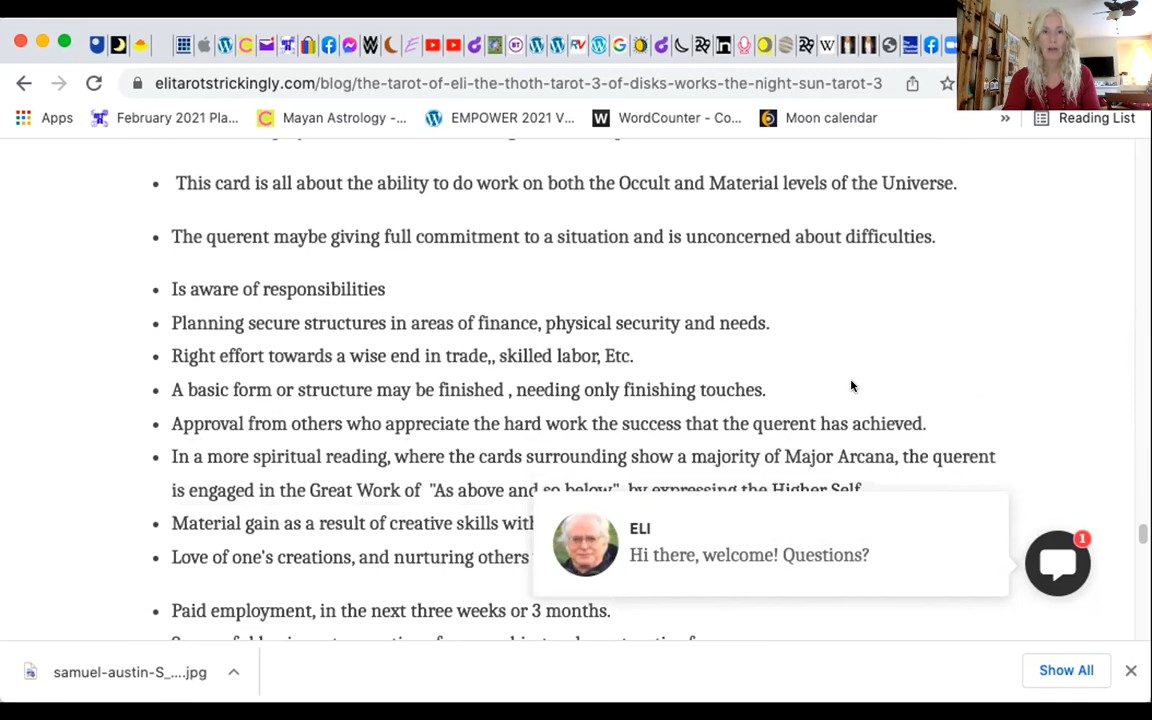 elitarotstrickingly.com/blog/the-tarot-of-eli-the-thoth-tarot-3-of-disks-works-the-night-sun-tarot-3
Apps February 2021 Pla... Mayan Astrology -... EMPOWER 2021 V... WordCounter - Co... Moon calendar » Reading List
• This card is all about the ability to do work on both the Occult and Material levels of the Universe.
• The querent maybe giving full commitment to a situation and is unconcerned about difficulties.
• Is aware of responsibilities
• Planning secure structures in areas of finance, physical security and needs.
• Right effort towards a wise end in trade,, skilled labor, Etc.
• A basic form or structure may be finished , needing only finishing touches.
• Approval from others who appreciate the hard work the success that the querent has achieved.
• In a more spiritual reading, where the cards surrounding show a majority of Major Arcana, the querent
is engaged in the Great Work of "As above and so below", by expressing the Higher Self.
• Material gain as a result of creative skills with
• Love of one's creations, and nurturing others
ELI
Hi there, welcome! Questions?
1
• Paid employment, in the next three weeks or 3 months.
samuel-austin-S_....jpg
Show All